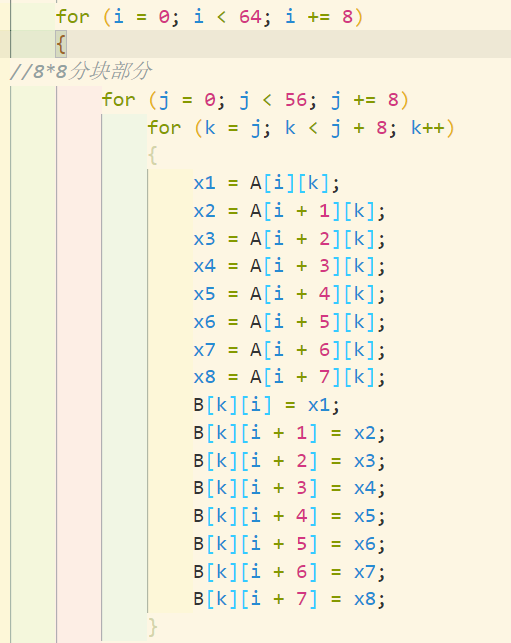 for (i = 0; i < 64; i += 8)
{
//8*8分块部分
for (j = 0; j < 56; j += 8)
for (k = j; k < j + 8; k++)
{
x1 = A[i][k];
x2 = A[i + 1][k];
x3 = A[i + 2][k];
x4 = A[i + 3][k];
x5 = A[i + 4][k];
x6 = A[i + 5][k];
x7 = A[i + 6][k];
x8 = A[i + 7][k];
B[k][i] = x1;
B[k][i + 1] = x2;
B[k][i + 2] = x3;
B[k][i + 3] = x4;
B[k][i + 4] = x5;
B[k][i + 5] = x6;
B[k][i + 6] = x7;
B[k][i + 7] = x8;
}